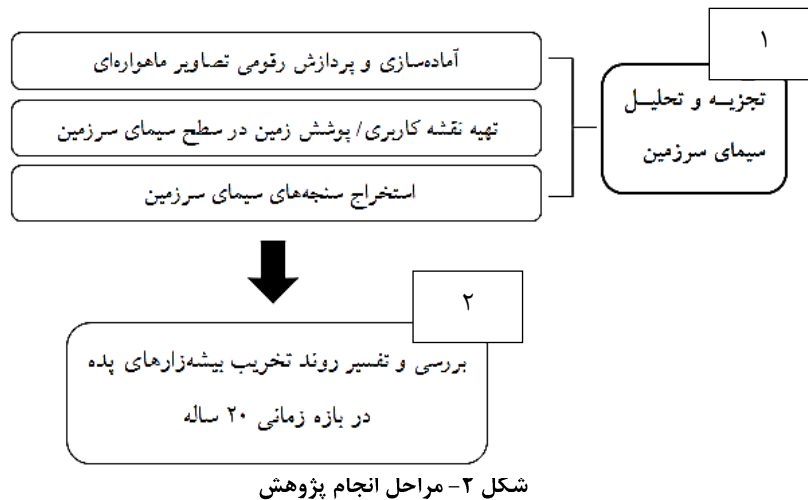 ۱
تجزیه و تحلیل
سیمای سرزمین
آماده‌سازی و پردازش رقومی تصاویر ماهواره‌ای
تهیه نقشه کاربری/ پوشش زمین در سطح سیمای سرزمین
استخراج سنجه‌های سیمای سرزمین
۲
بررسی و تفسیر روند تخریب بیشه‌زارهای پده
در بازه زمانی ۲۰ ساله
شکل ۲- مراحل انجام پژوهش